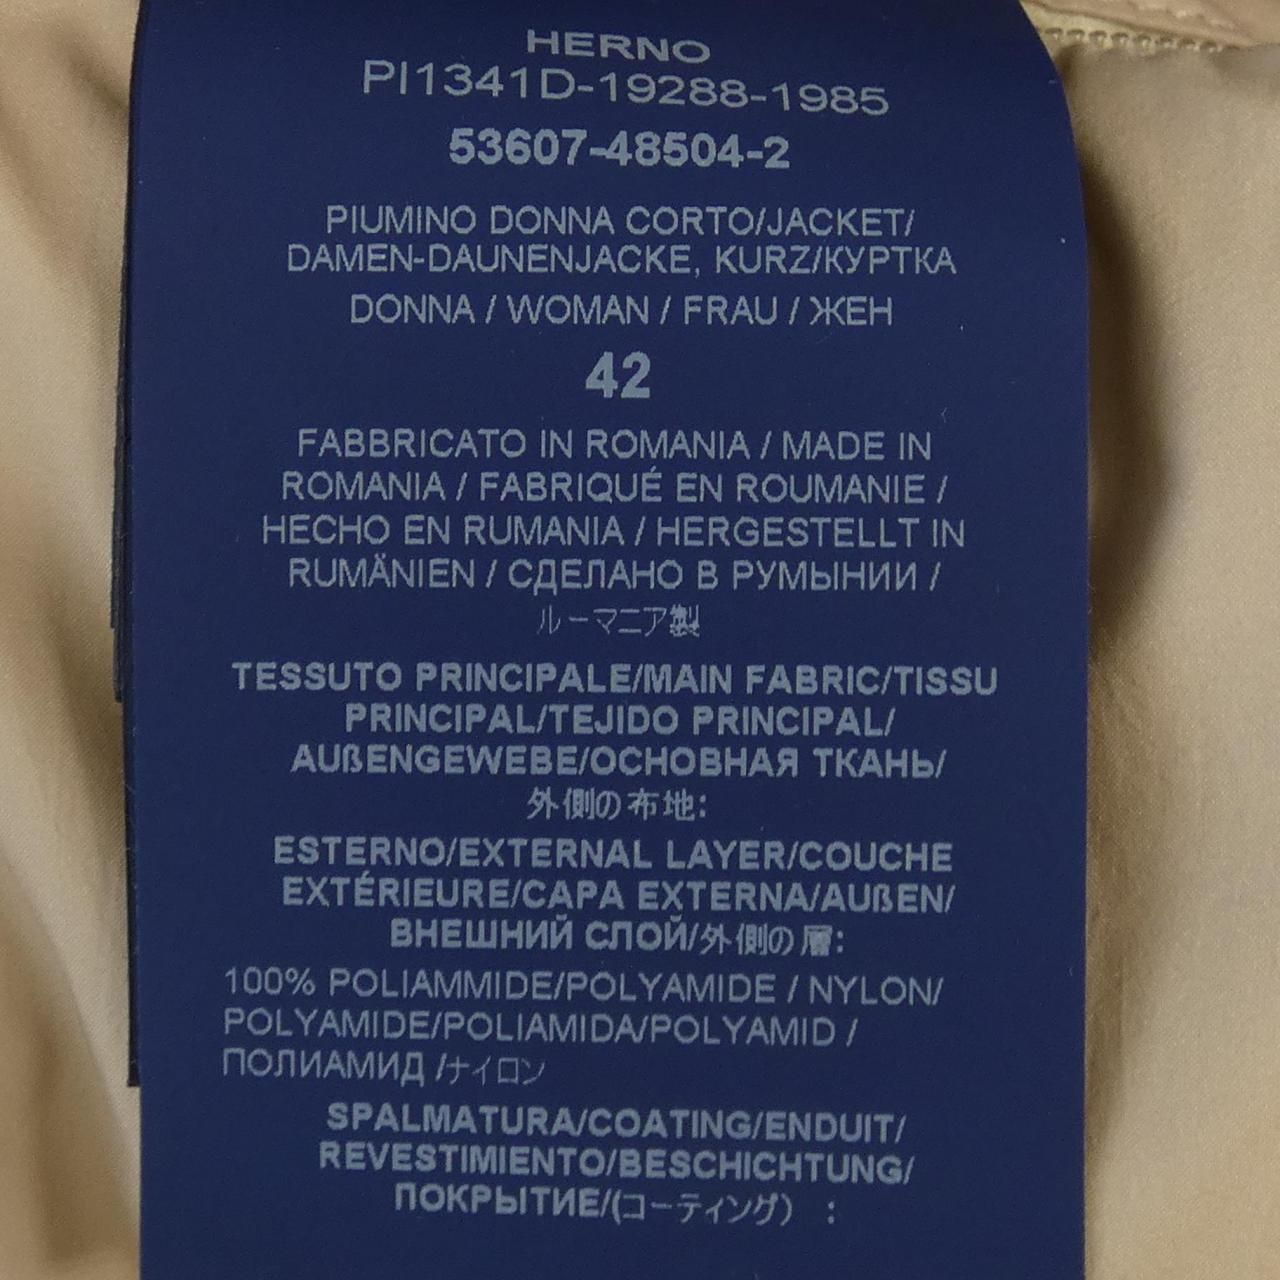 HERNO
PI1341D-19288-1985
53607-48504-2
PIUMINO DONNA CORTO/JACKET/
DAMEN-DAUNENJACKE, KURZ/КУРТКА
DONNA / WOMAN / FRAU / ЖЕН
42
FABBRICATO IN ROMANIA / MADE IN
ROMANIA / FABRIQUÉ EN ROUMANIE /
HECHO EN RUMANIA / HERGESTELLT IN
RUMÄNIEN / СДЕЛАНО В РУМЫНИИ /
ルーマニア製
TESSUTO PRINCIPALE/MAIN FABRIC/TISSU
PRINCIPAL/TEJIDO PRINCIPAL/
AUßENGEWEBE/ОСНОВНАЯ ТКАНЬ/
外側の布地:
ESTERNO/EXTERNAL LAYER/COUCHE
EXTÉRIEURE/CAPA EXTERNA/AUßEN/
ВНЕШНИЙ СЛОЙ/外側の層:
100% POLIAMMIDE/POLYAMIDE / NYLON/
POLYAMIDE/POLIAMIDA/POLYAMID /
ПОЛИАМИД /ナイロン
SPALMATURA/COATING/ENDUIT/
REVESTIMIENTO/BESCHICHTUNG/
ПОКРЫТИЕ/(コーティング) :